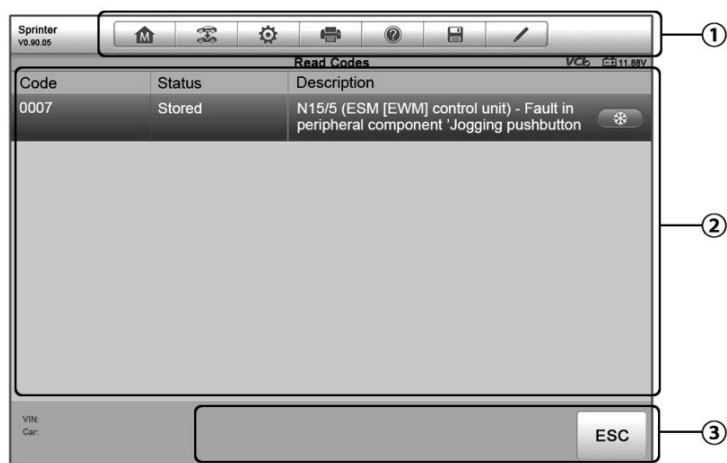 Sprinter
V0.90.05
M
Read Codes
VCI 11.88V
Code Status Description
0007 Stored N15/5 (ESM [EWM] control unit) - Fault in
peripheral component 'Jogging pushbutton
VIN:
Car:
ESC
①
②
③